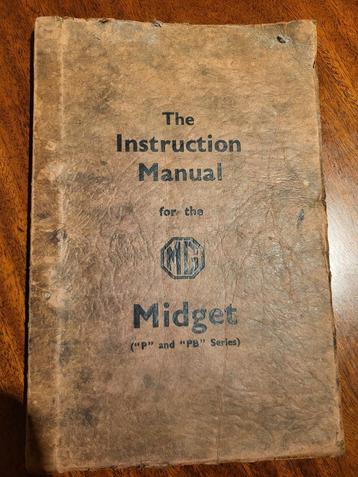 The
Instruction
Manual
for the
MG
Midget
("P" and "PB" Series)